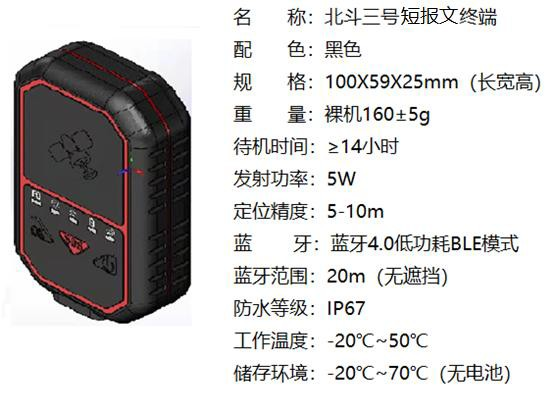 名　　称：北斗三号短报文终端
配　　色：黑色
规　　格：100X59X25mm（长宽高）
重　　量：裸机160±5g
待机时间：≥14小时
发射功率：5W
定位精度：5-10m
蓝　　牙：蓝牙4.0低功耗BLE模式
蓝牙范围：20m（无遮挡）
防水等级：IP67
工作温度：-20℃~50℃
储存环境：-20℃~70℃（无电池）